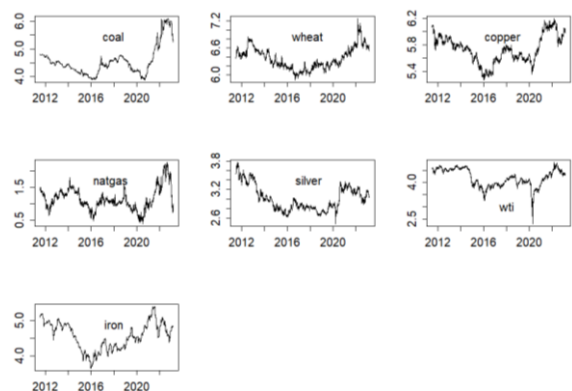 coal
4.0 5.0 6.0
2012 2016 2020
wheat
6.0 6.6 7.2
2012 2016 2020
copper
5.4 5.8 6.2
2012 2016 2020
natgas
0.5 1.5
2012 2016 2020
silver
2.6 3.2 3.8
2012 2016 2020
wti
2.5 4.0
2012 2016 2020
iron
4.0 5.0
2012 2016 2020